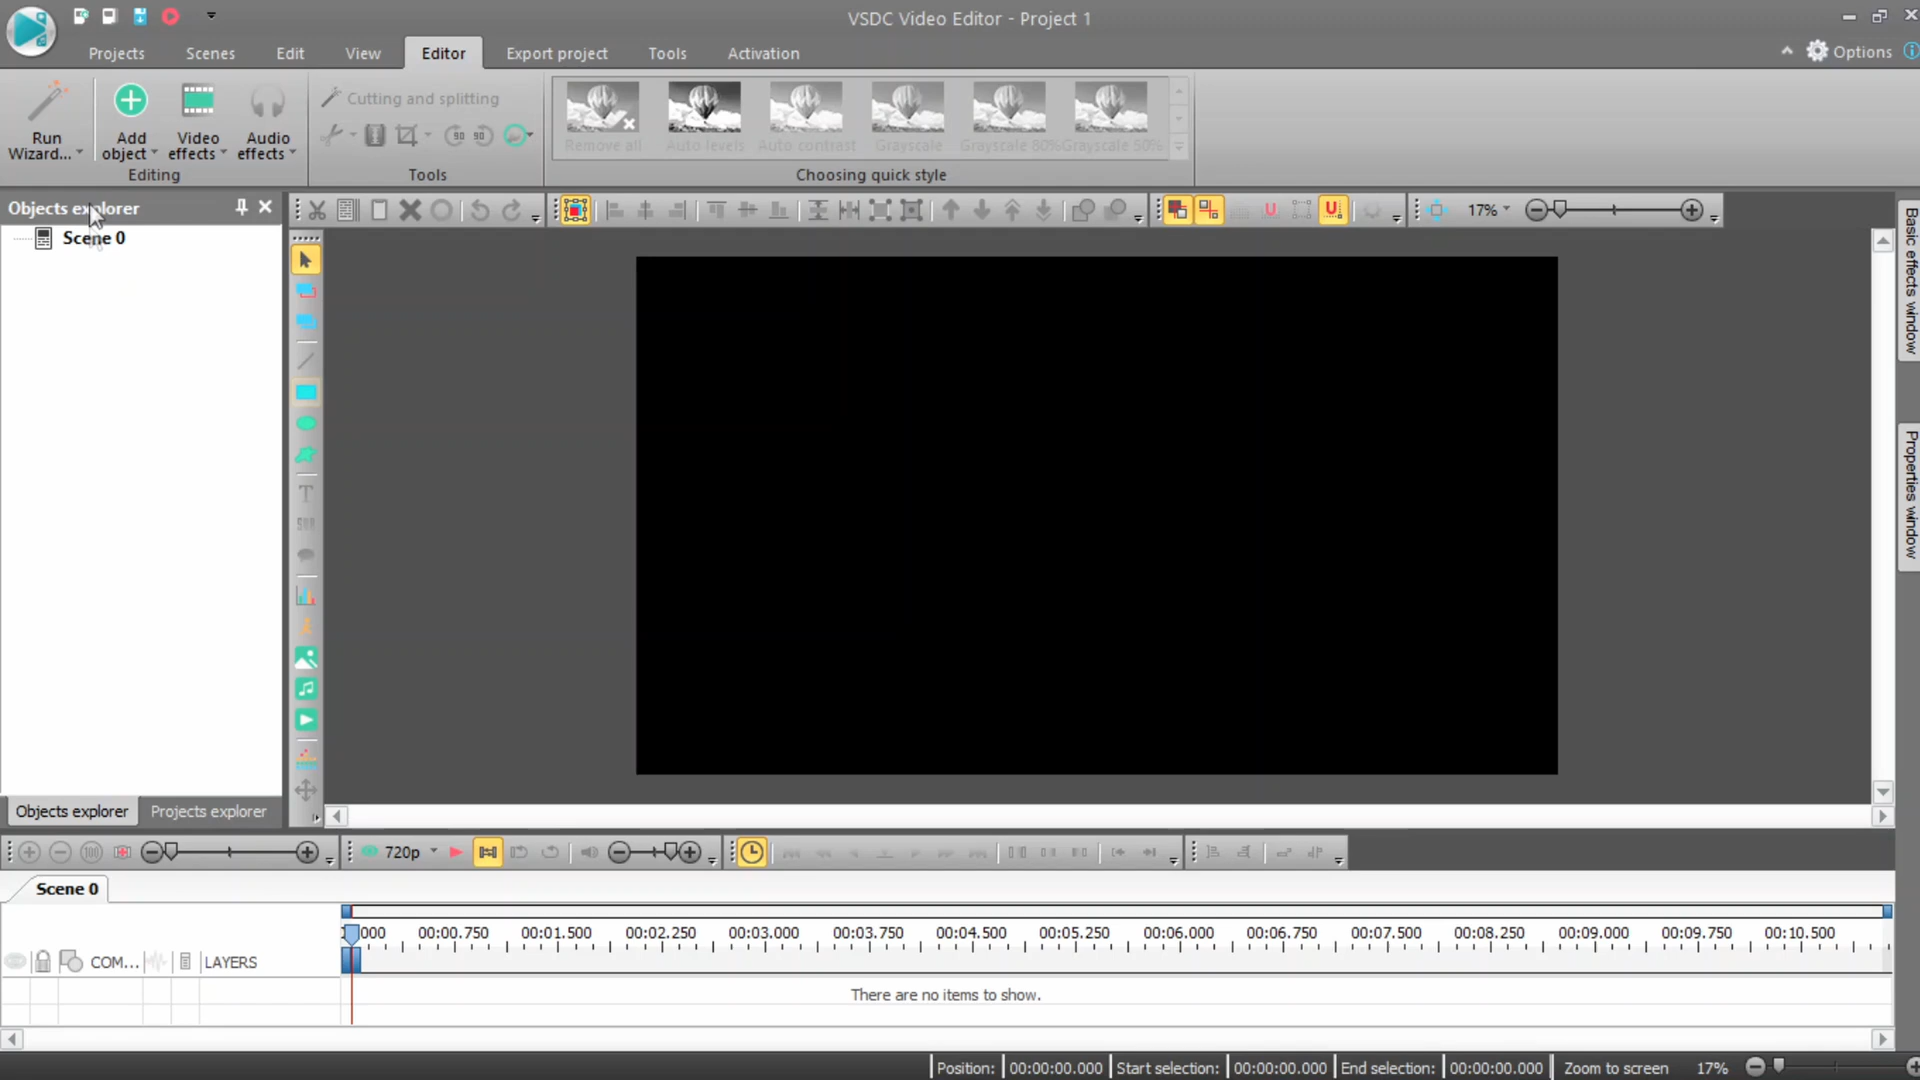 VSDC Video Editor - Project 1
Projects
Scenes
Edit
View
Editor
Export project
Tools
Activation
Options
Run
Wizard...
Add
object
Video
effects
Audio
effects
Editing
Cutting and splitting
Tools
Remove all
Auto levels
Auto contrast
Grayscale
Grayscale 80%
Grayscale 50%
Choosing quick style
Objects explorer
17%
Scene 0
Basic effects window
Properties window
Objects explorer
Projects explorer
720p
Scene 0
00:00.750
00:01.500
00:02.250
00:03.000
00:03.750
00:04.500
00:05.250
00:06.000
00:06.750
00:07.500
00:08.250
00:09.000
00:09.750
00:10.500
COM...
LAYERS
There are no items to show.
Position: 00:00:00.000 Start selection: 00:00:00.000 End selection: 00:00:00.000 Zoom to screen 17%